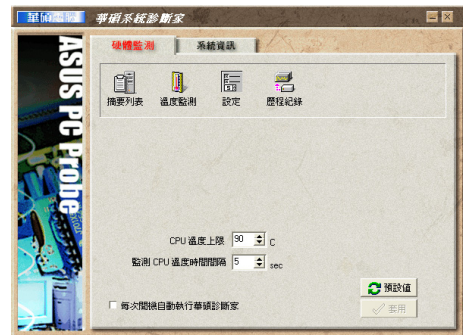 華碩電腦
華碩系統診斷家
ASUS PC Probe
硬體監測 系統資訊
摘要列表 溫度監測 設定 歷程紀錄
CPU 溫度上限 90 C
監測 CPU 溫度時間間隔 5 sec
預設值
每次開機自動執行華碩診斷家
套用